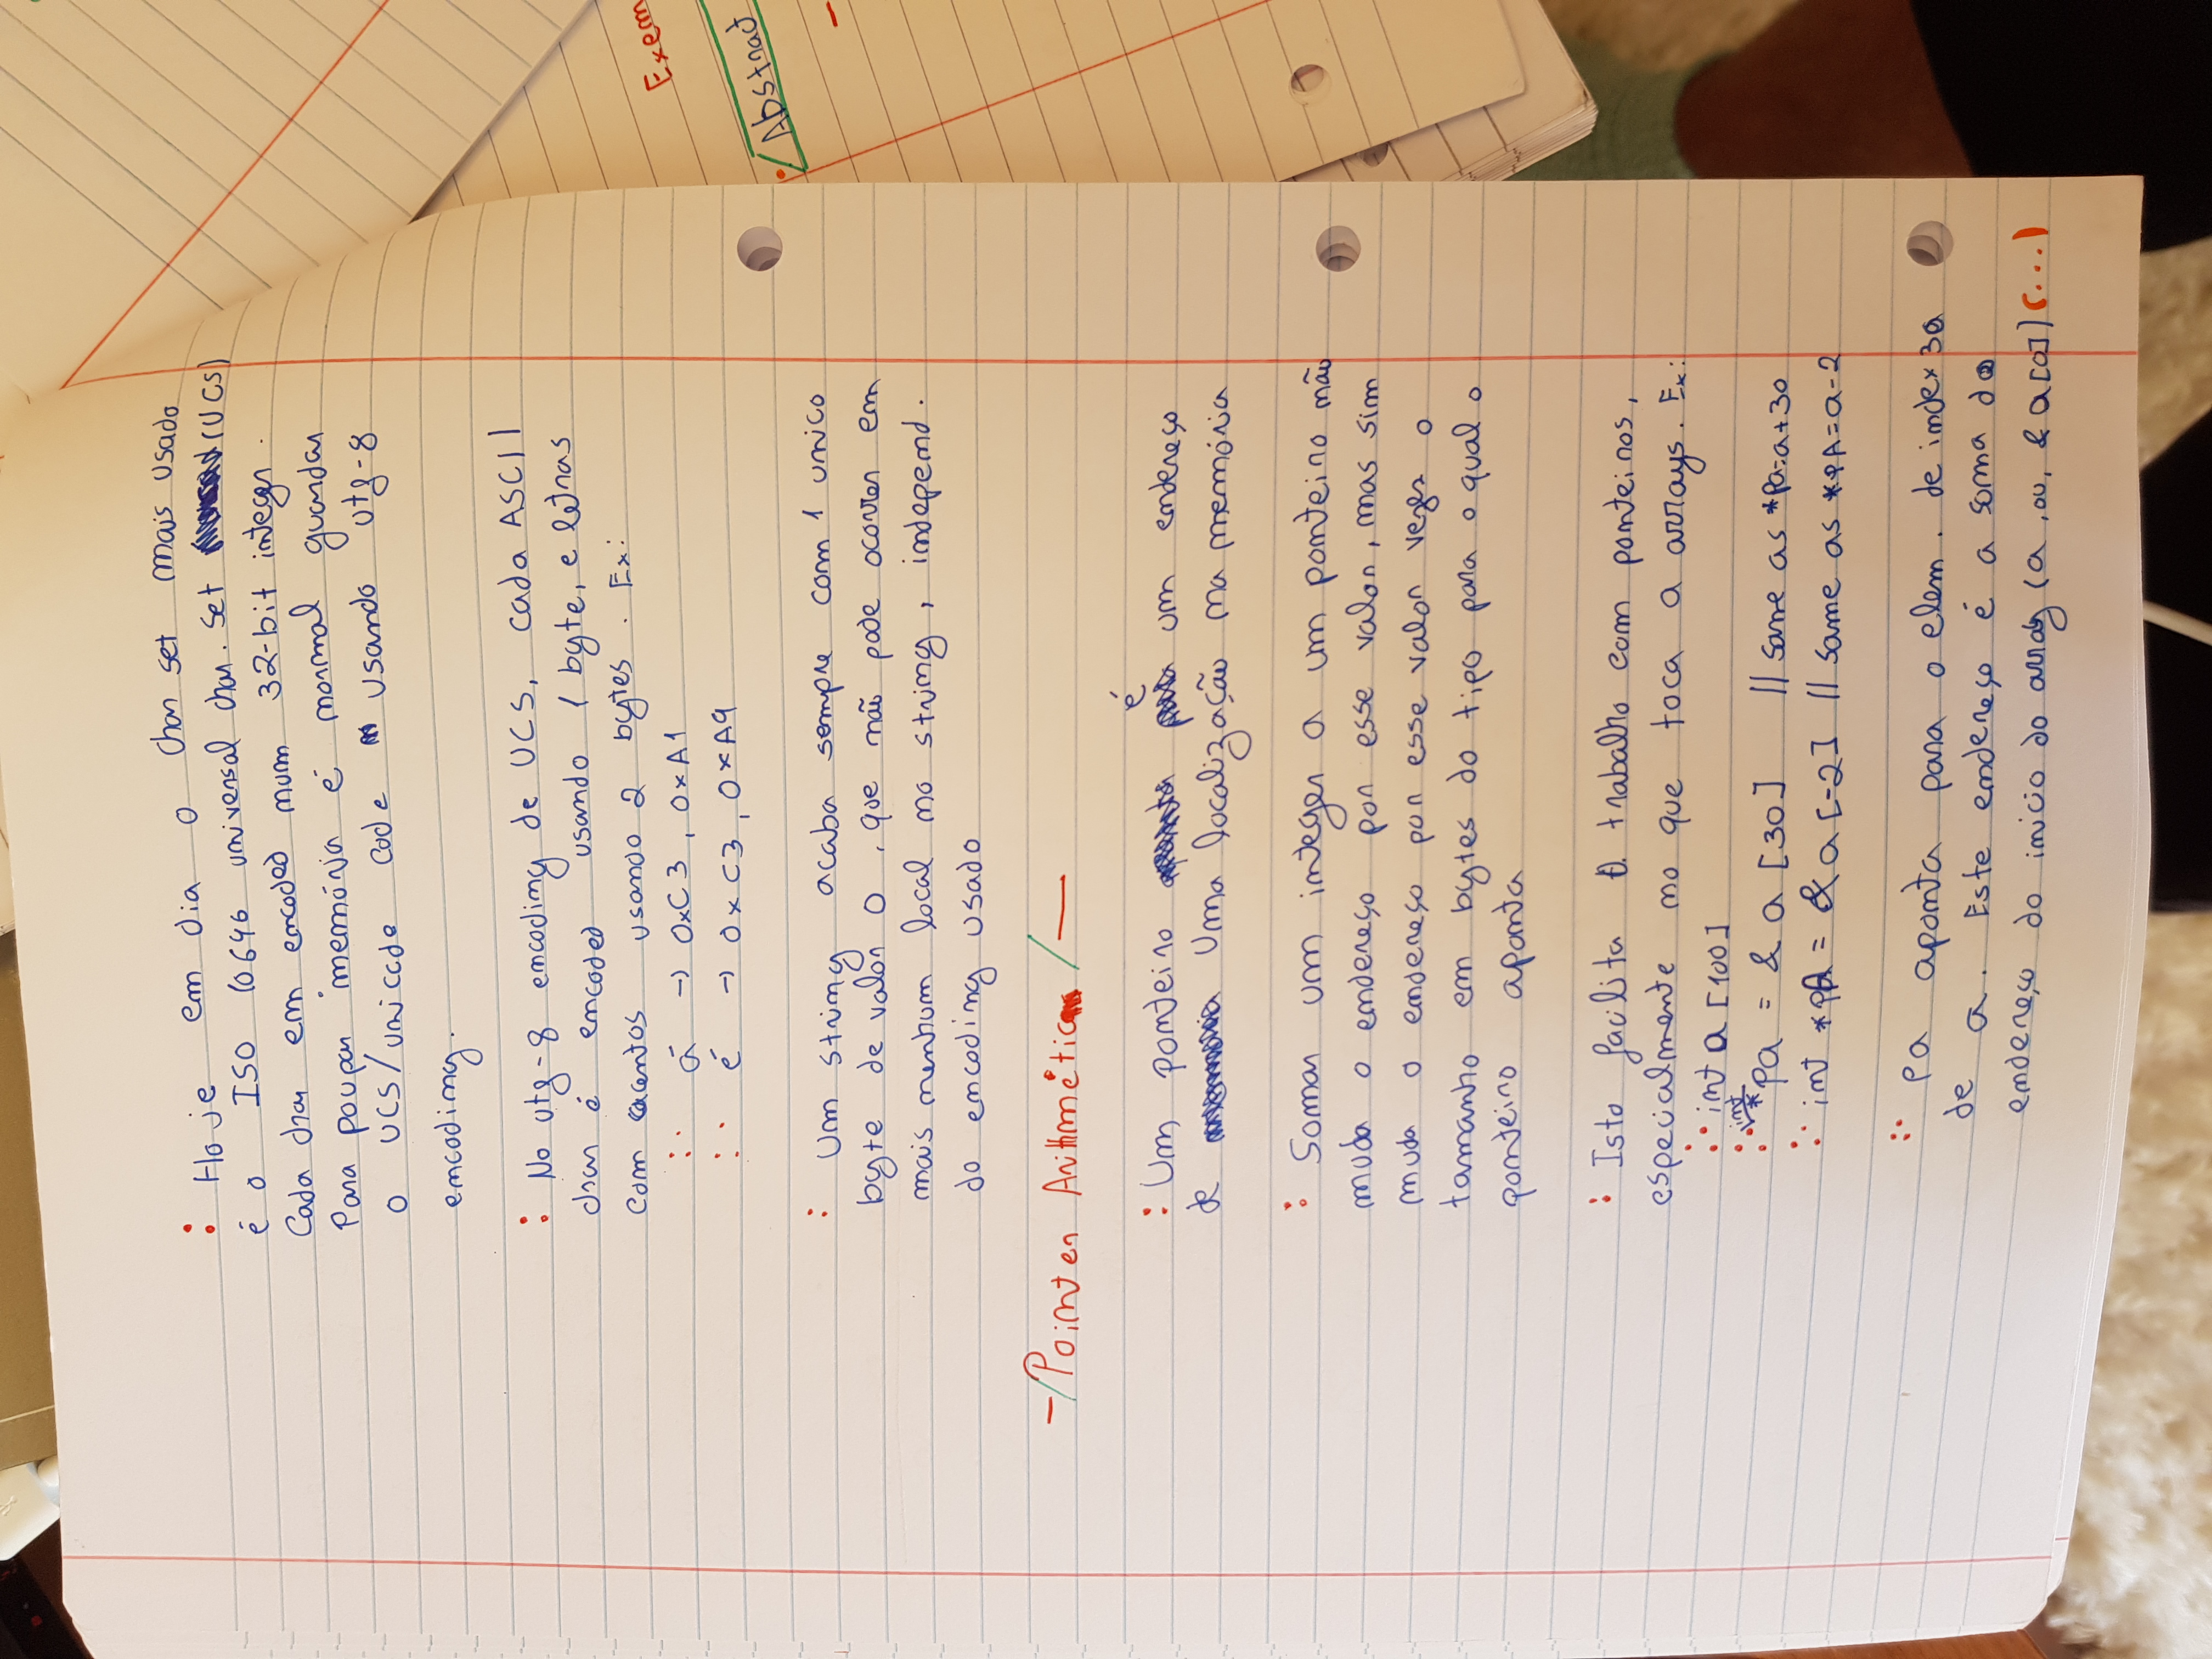 : Hoje em dia o char set mais usado
é o ISO 10646 universal char. set (UCS)
Cada char em encoded num 32-bit integer.
Para poupar memória é normal guardar
o UCS/unicode code usando utf-8
encoding.
: No utf-8 encoding de UCS, cada ASCII
char é encoded usando 1 byte, e letras
com acentos usando 2 bytes. Ex:
:· á → 0xC3, 0xA1
:· é → 0xC3, 0xA9
: Um string acaba sempre com 1 unico
byte de valor 0, que não pode ocorrer em
mais nenhum local no string, independ.
do encoding usado
-/Pointer Arithmétic/—
: Um ponteiro é um endereço
de uma localização na memória
: Somar um integer a um ponteiro não
muda o endereço por esse valor, mas sim
muda o endereço por esse valor vezes o
tamanho em bytes do tipo para o qual o
ponteiro aponta
: Isto facilita o trabalho com ponteiros,
especialmente no que toca a arrays. Ex:
:· int a [100]
:· int *pa = & a [30] // same as *pa=a+30
:· int *pA = & a [-2] // same as *pA=a-2
:· pa aponta para o elem. de index 30
de a. Este endereço é a soma do
endereço do inicio do array (a ,ou, & a[0]) (...)
Exem
: /Abstract
-